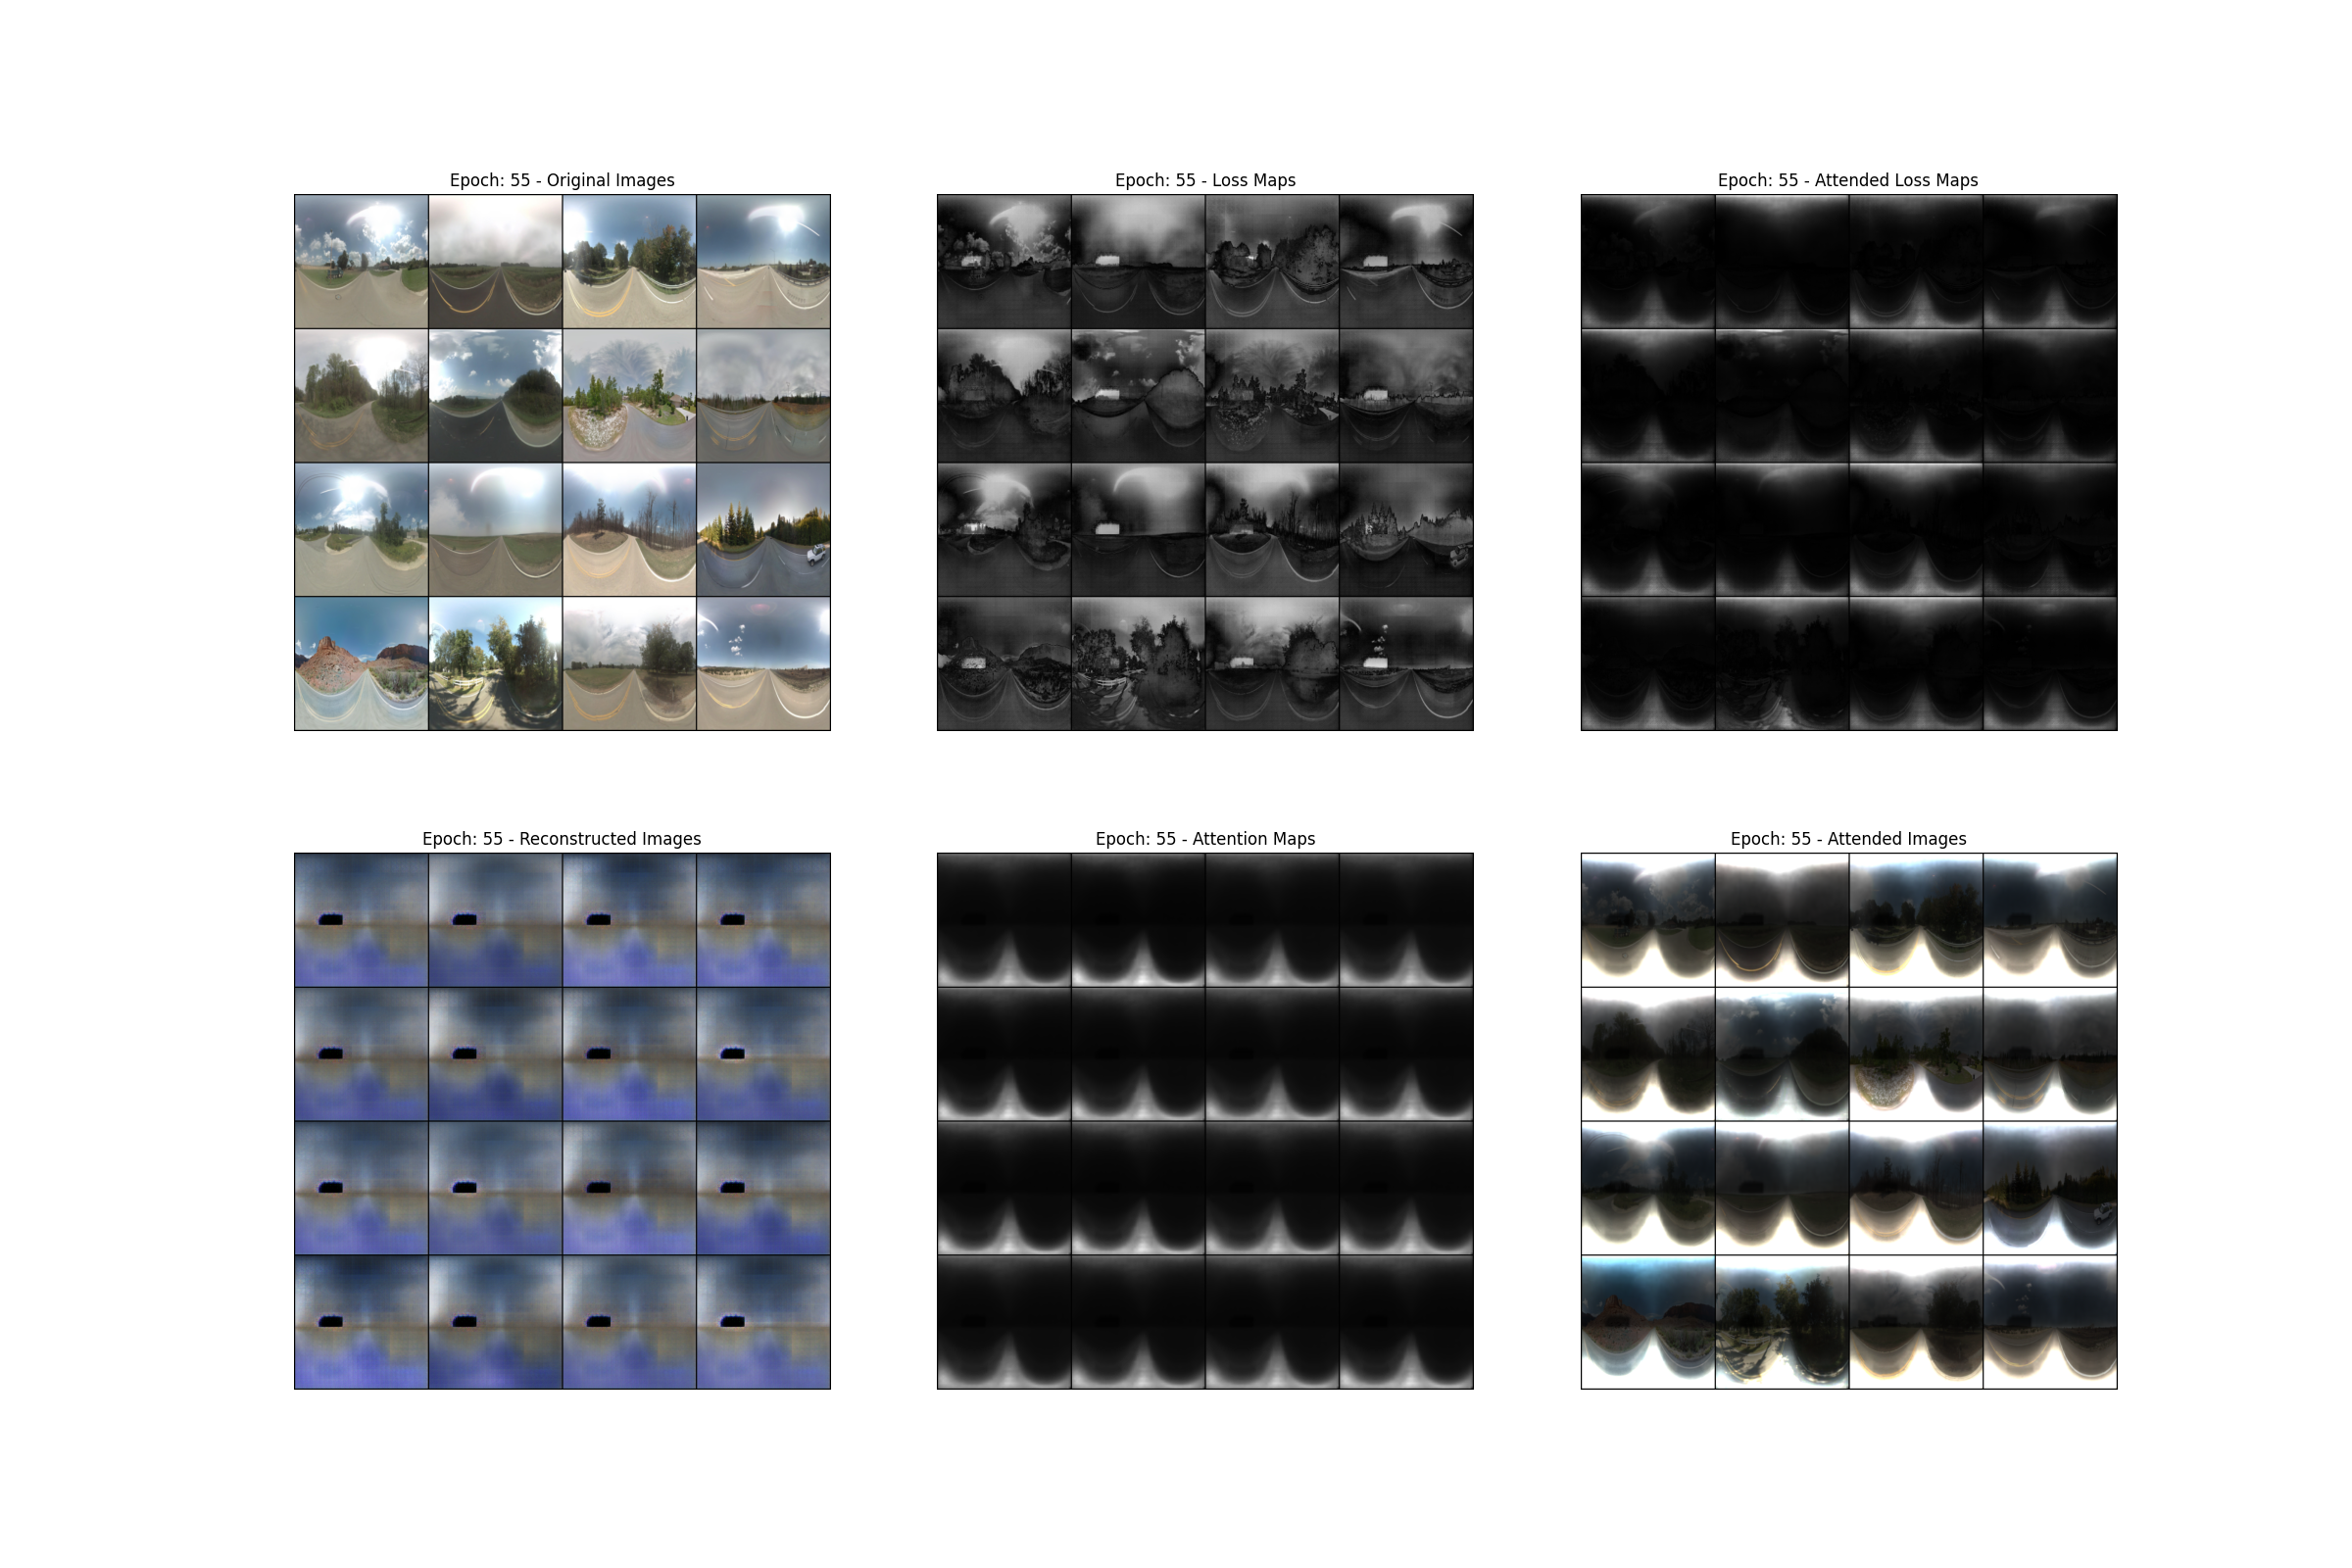 Epoch: 55 - Original Images
Epoch: 55 - Loss Maps
Epoch: 55 - Attended Loss Maps
Epoch: 55 - Reconstructed Images
Epoch: 55 - Attention Maps
Epoch: 55 - Attended Images